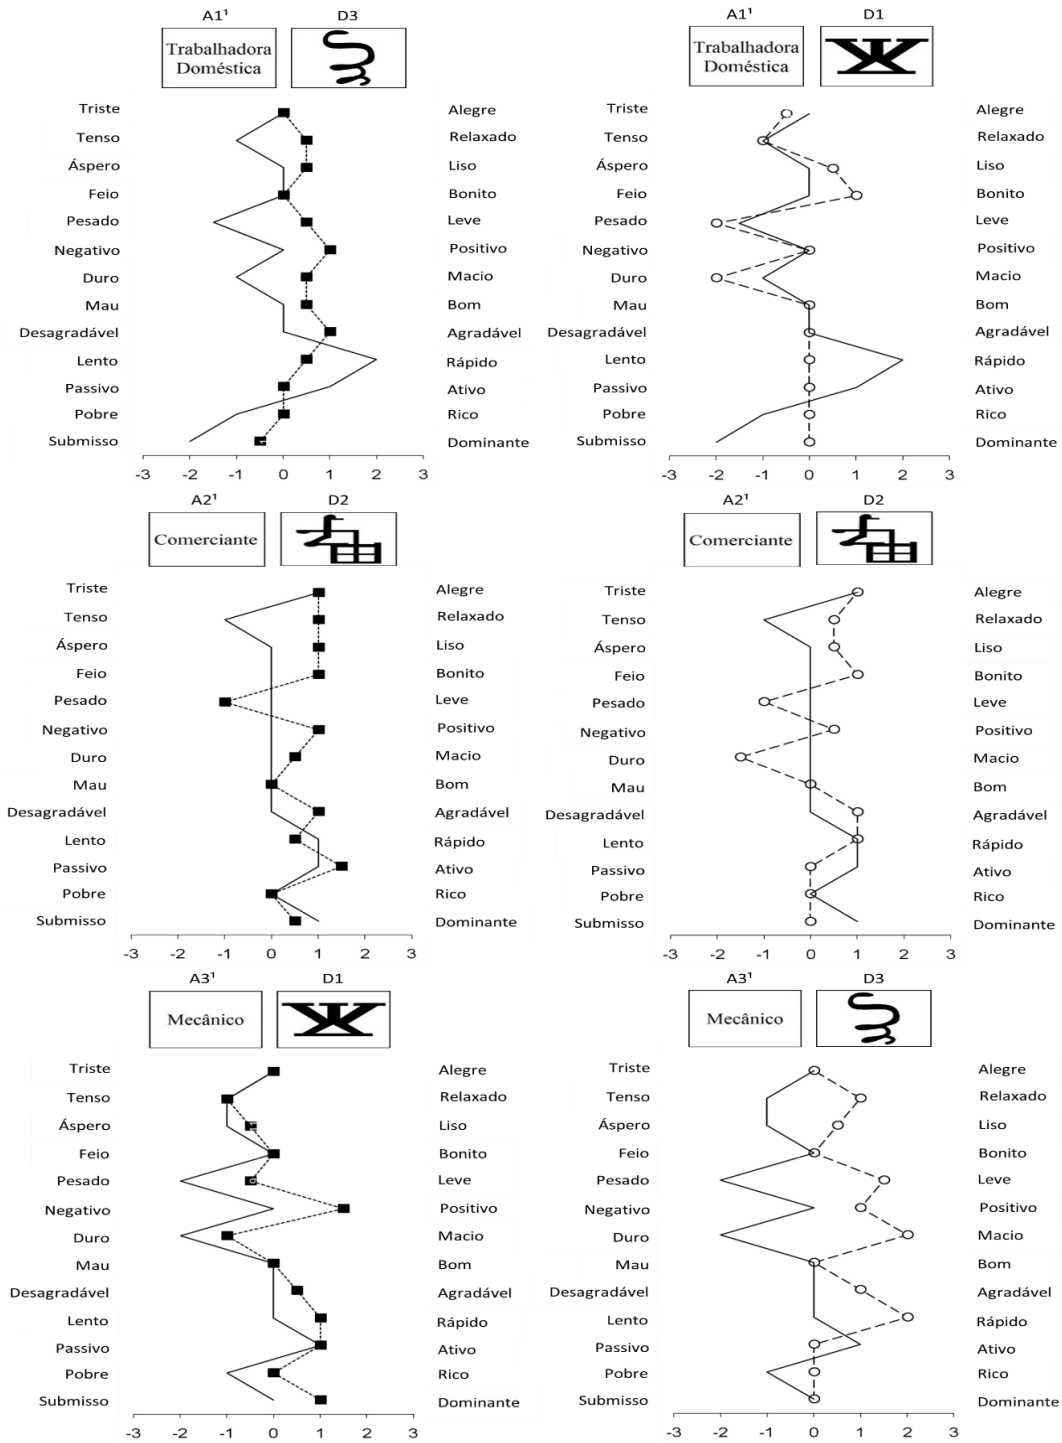 A1¹ D3
Trabalhadora
Doméstica
Triste Alegre
Tenso Relaxado
Áspero Liso
Feio Bonito
Pesado Leve
Negativo Positivo
Duro Macio
Mau Bom
Desagradável Agradável
Lento Rápido
Passivo Ativo
Pobre Rico
Submisso Dominante
-3 -2 -1 0 1 2 3
A1¹ D1
Trabalhadora
Doméstica
Triste Alegre
Tenso Relaxado
Áspero Liso
Feio Bonito
Pesado Leve
Negativo Positivo
Duro Macio
Mau Bom
Desagradável Agradável
Lento Rápido
Passivo Ativo
Pobre Rico
Submisso Dominante
-3 -2 -1 0 1 2 3
A2¹ D2
Comerciante
Triste Alegre
Tenso Relaxado
Áspero Liso
Feio Bonito
Pesado Leve
Negativo Positivo
Duro Macio
Mau Bom
Desagradável Agradável
Lento Rápido
Passivo Ativo
Pobre Rico
Submisso Dominante
-3 -2 -1 0 1 2 3
A2¹ D2
Comerciante
Triste Alegre
Tenso Relaxado
Áspero Liso
Feio Bonito
Pesado Leve
Negativo Positivo
Duro Macio
Mau Bom
Desagradável Agradável
Lento Rápido
Passivo Ativo
Pobre Rico
Submisso Dominante
-3 -2 -1 0 1 2 3
A3¹ D1
Mecânico
Triste Alegre
Tenso Relaxado
Áspero Liso
Feio Bonito
Pesado Leve
Negativo Positivo
Duro Macio
Mau Bom
Desagradável Agradável
Lento Rápido
Passivo Ativo
Pobre Rico
Submisso Dominante
-3 -2 -1 0 1 2 3
A3¹ D3
Mecânico
Triste Alegre
Tenso Relaxado
Áspero Liso
Feio Bonito
Pesado Leve
Negativo Positivo
Duro Macio
Mau Bom
Desagradável Agradável
Lento Rápido
Passivo Ativo
Pobre Rico
Submisso Dominante
-3 -2 -1 0 1 2 3